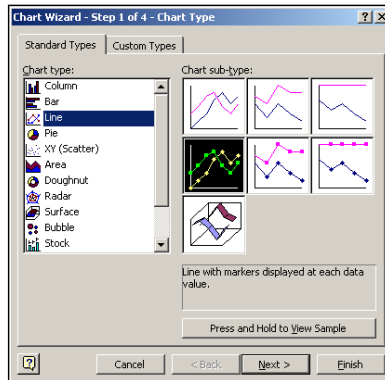 Chart Wizard - Step 1 of 4 - Chart Type
Standard Types
Custom Types
Chart type:
Column
Bar
Line
Pie
XY (Scatter)
Area
Doughnut
Radar
Surface
Bubble
Stock
Chart sub-type:
Line with markers displayed at each data
value.
Press and Hold to View Sample
Cancel
< Back
Next >
Finish